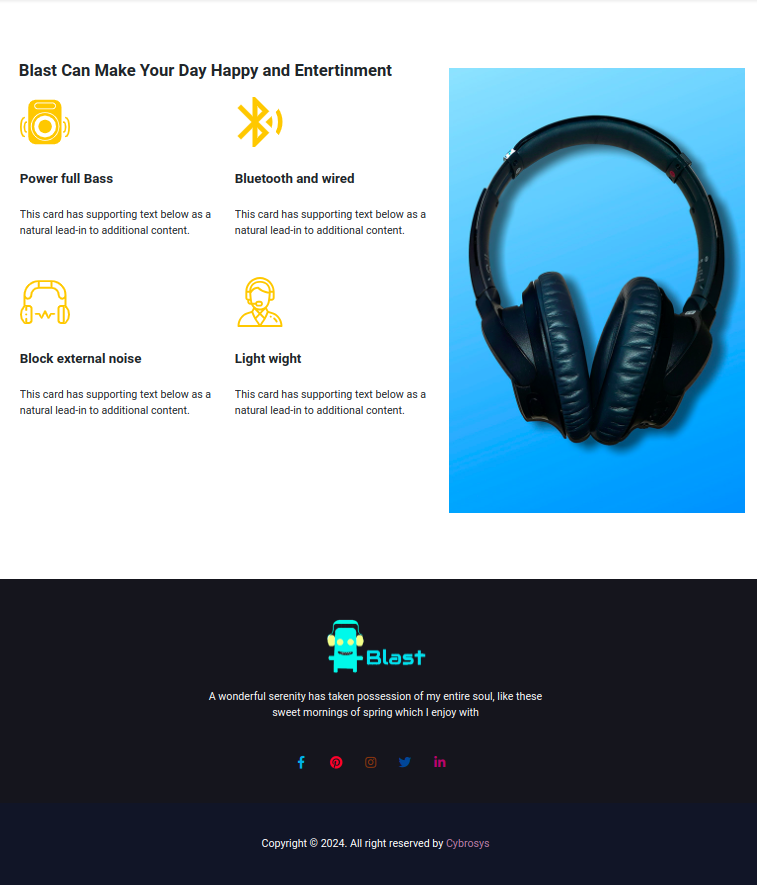 Blast Can Make Your Day Happy and Entertinment
Power full Bass
This card has supporting text below as a
natural lead-in to additional content.
Bluetooth and wired
This card has supporting text below as a
natural lead-in to additional content.
Block external noise
This card has supporting text below as a
natural lead-in to additional content.
Light wight
This card has supporting text below as a
natural lead-in to additional content.
Blast
A wonderful serenity has taken possession of my entire soul, like these
sweet mornings of spring which I enjoy with
Copyright © 2024. All right reserved by Cybrosys